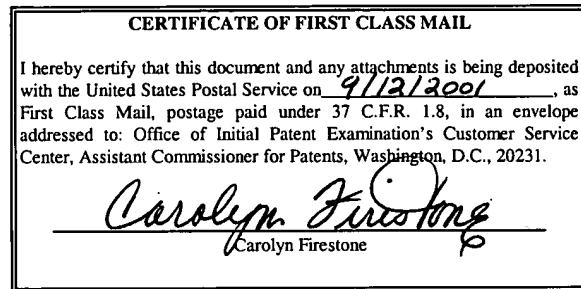 CERTIFICATE OF FIRST CLASS MAIL
I hereby certify that this document and any attachments is being deposited
with the United States Postal Service on 9/12/2001, as
First Class Mail, postage paid under 37 C.F.R. 1.8, in an envelope
addressed to: Office of Initial Patent Examination's Customer Service
Center, Assistant Commissioner for Patents, Washington, D.C., 20231.
Carolyn Firestone
Carolyn Firestone